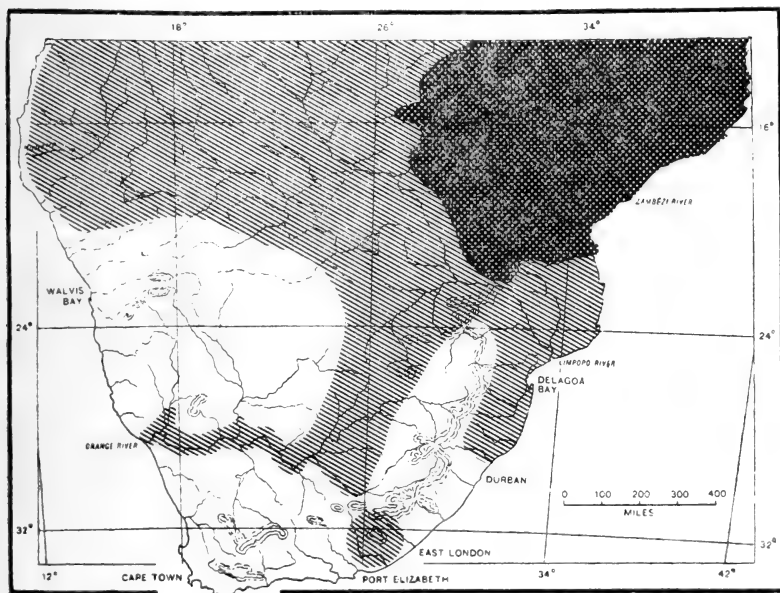 18°
26°
34°
16°
ZAMBEZI RIVER
WALVIS
BAY
24°
24°
LIMPOPO RIVER
DELAGOA
BAY
ORANGE RIVER
DURBAN
0 100 200 300 400
MILES
32°
32°
EAST LONDON
12°
CAPE TOWN
PORT ELIZABETH
34°
42°